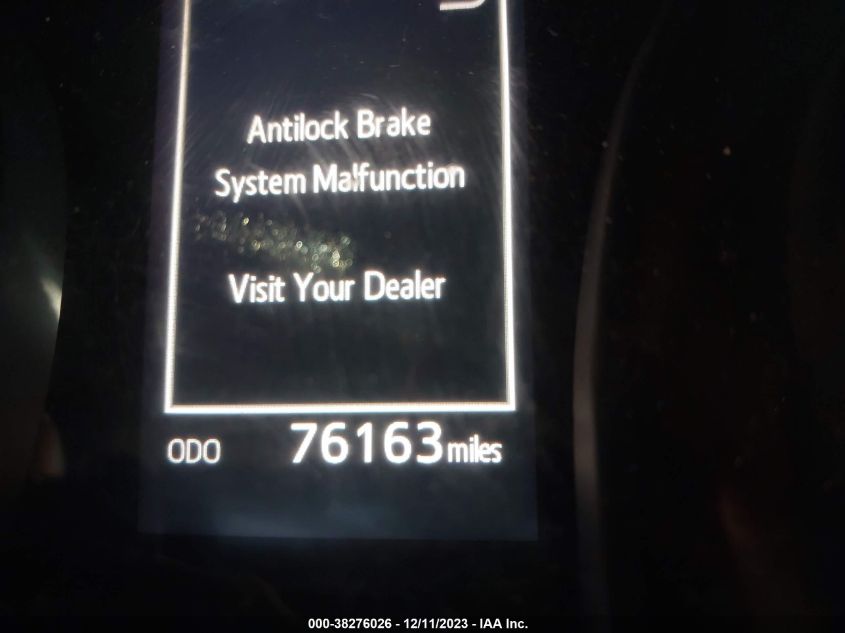 Antilock Brake
System Malfunction
Visit Your Dealer
ODO 76163 miles
000-38276026 - 12/11/2023 - IAA Inc.